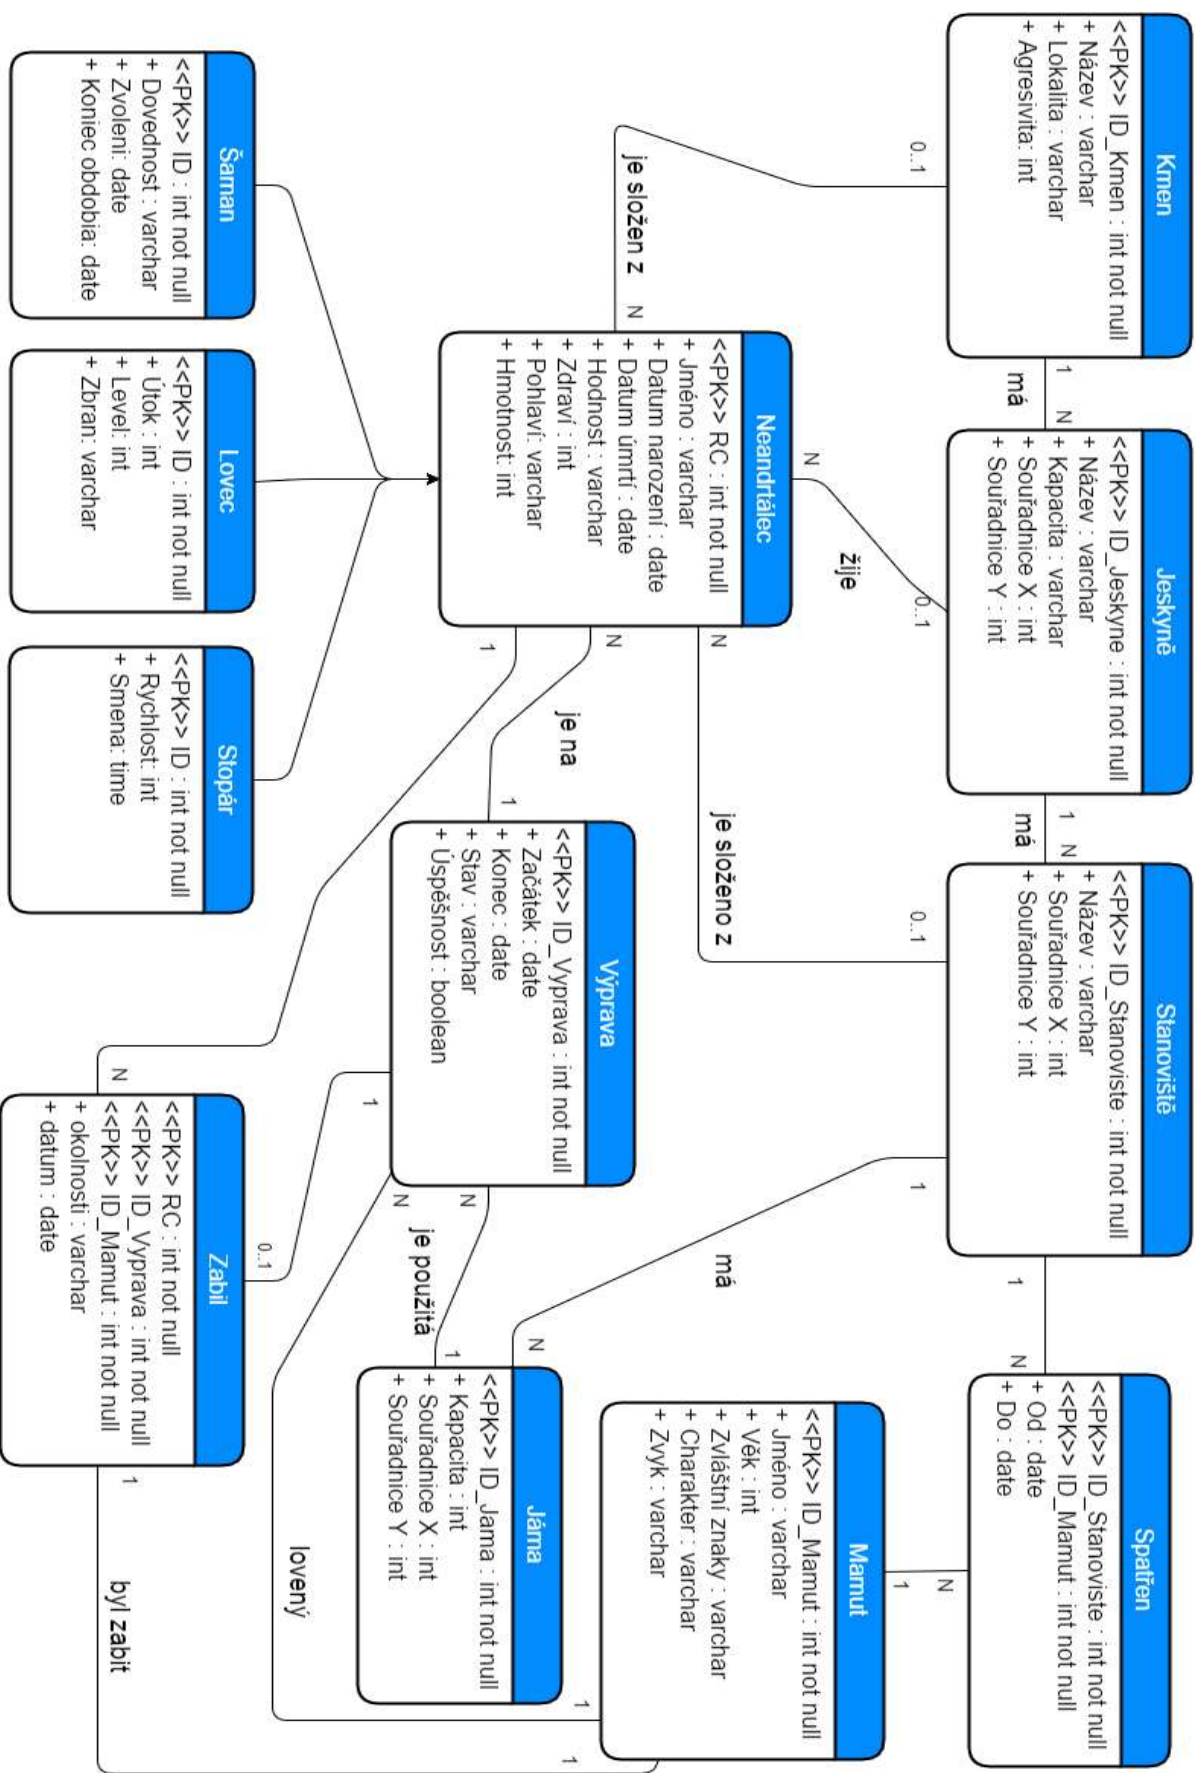 Kmen
<<PK>> ID_Kmen : int not null
+ Název : varchar
+ Lokalita : varchar
+ Agresivita: int
1
má
N
Jeskyně
<<PK>> ID_Jeskyne : int not null
+ Název : varchar
+ Kapacita : varchar
+ Souřadnice X : int
+ Souřadnice Y : int
1
má
N
Stanoviště
<<PK>> ID_Stanoviste : int not null
+ Název : varchar
+ Souřadnice X : int
+ Souřadnice Y : int
1
N
Spatřen
<<PK>> ID_Stanoviste : int not null
<<PK>> ID_Mamut : int not null
+ Od : date
+ Do : date
0..1
je složen z
N
N
žije
0..1
0..1
je složeno z
N
1
má
N
N
1
Neandrtálec
<<PK>> RC : int not null
+ Jméno : varchar
+ Datum narození : date
+ Datum úmrtí : date
+ Hodnost : varchar
+ Zdraví : int
+ Pohlaví: varchar
+ Hmotnost: int
Mamut
<<PK>> ID_Mamut : int not null
+ Jméno : varchar
+ Věk : int
+ Zvláštní znaky : varchar
+ Charakter : varchar
+ Zvyk : varchar
N
je na
1
Výprava
<<PK>> ID_Vyprava : int not null
+ Začátek : date
+ Konec : date
+ Stav : varchar
+ Úspěšnost : boolean
N
je použitá
1
Jáma
<<PK>> ID_Jama : int not null
+ Kapacita : int
+ Souřadnice X : int
+ Souřadnice Y : int
N
lovený
1
1
N
1
0..1
Šaman
<<PK>> ID : int not null
+ Dovednost : varchar
+ Zvoleni: date
+ Koniec obdobia: date
Lovec
<<PK>> ID : int not null
+ Útok : int
+ Level: int
+ Zbran: varchar
Stopár
<<PK>> ID : int not null
+ Rychlost: int
+ Smena: time
Zabil
<<PK>> RC : int not null
<<PK>> ID_Vyprava : int not null
<<PK>> ID_Mamut : int not null
+ okolnosti : varchar
+ datum : date
1
byl zabit
1